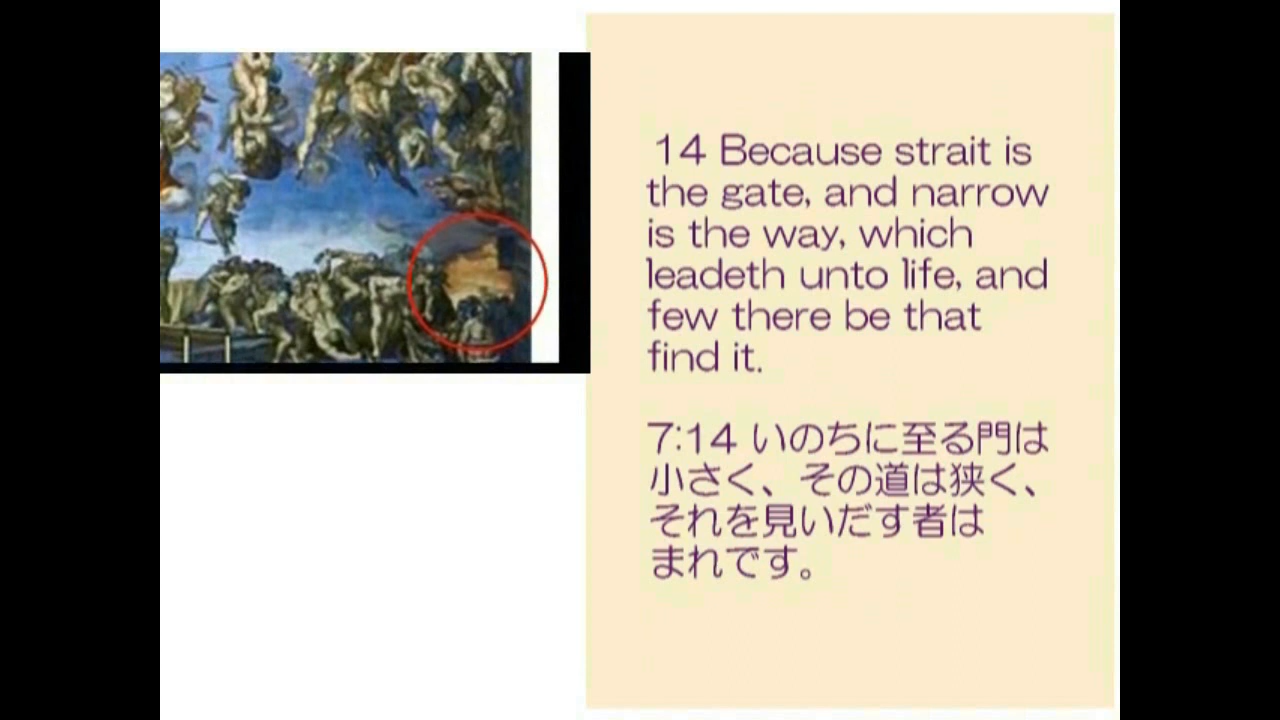 14 Because strait is
the gate, and narrow
is the way, which
leadeth unto life, and
few there be that
find it.
7:14 いのちに至る門は
小さく、その道は狭く、
それを見いだす者は
まれです。